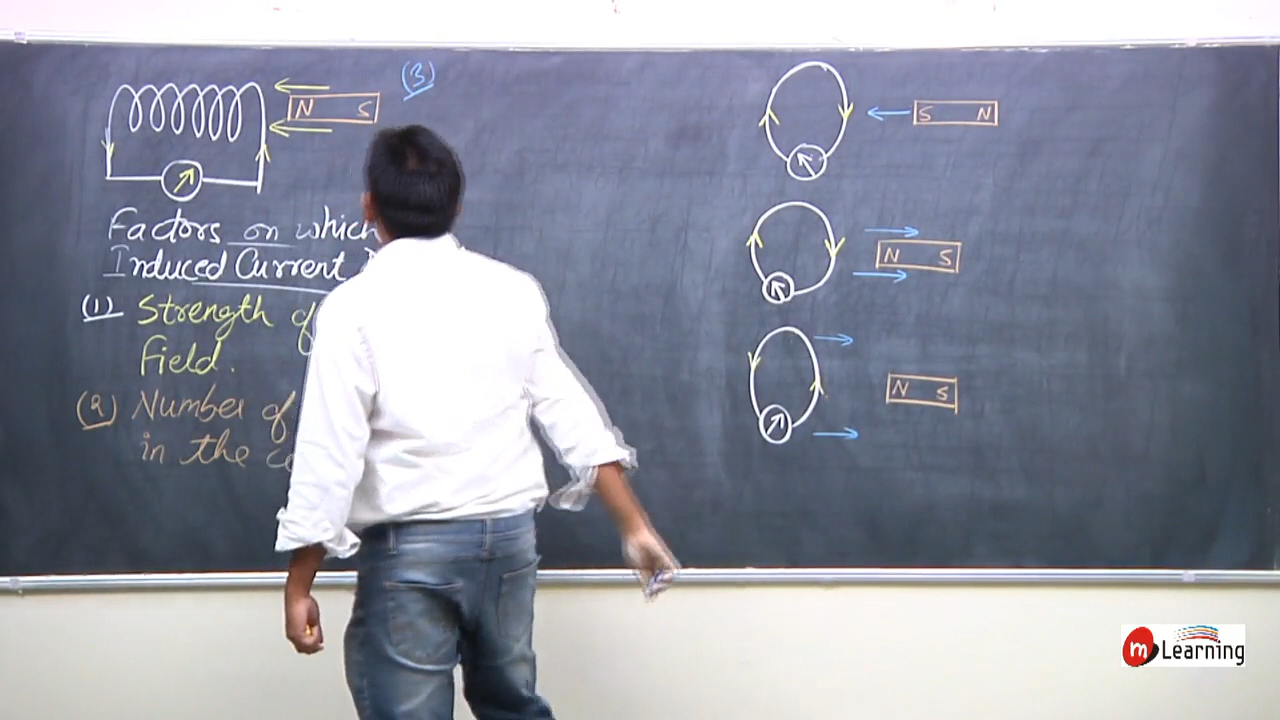 N S
(3)
Factors on which
Induced Current
(1) Strength of
field.
(2) Number of
in the
S N
N S
N S
m Learning